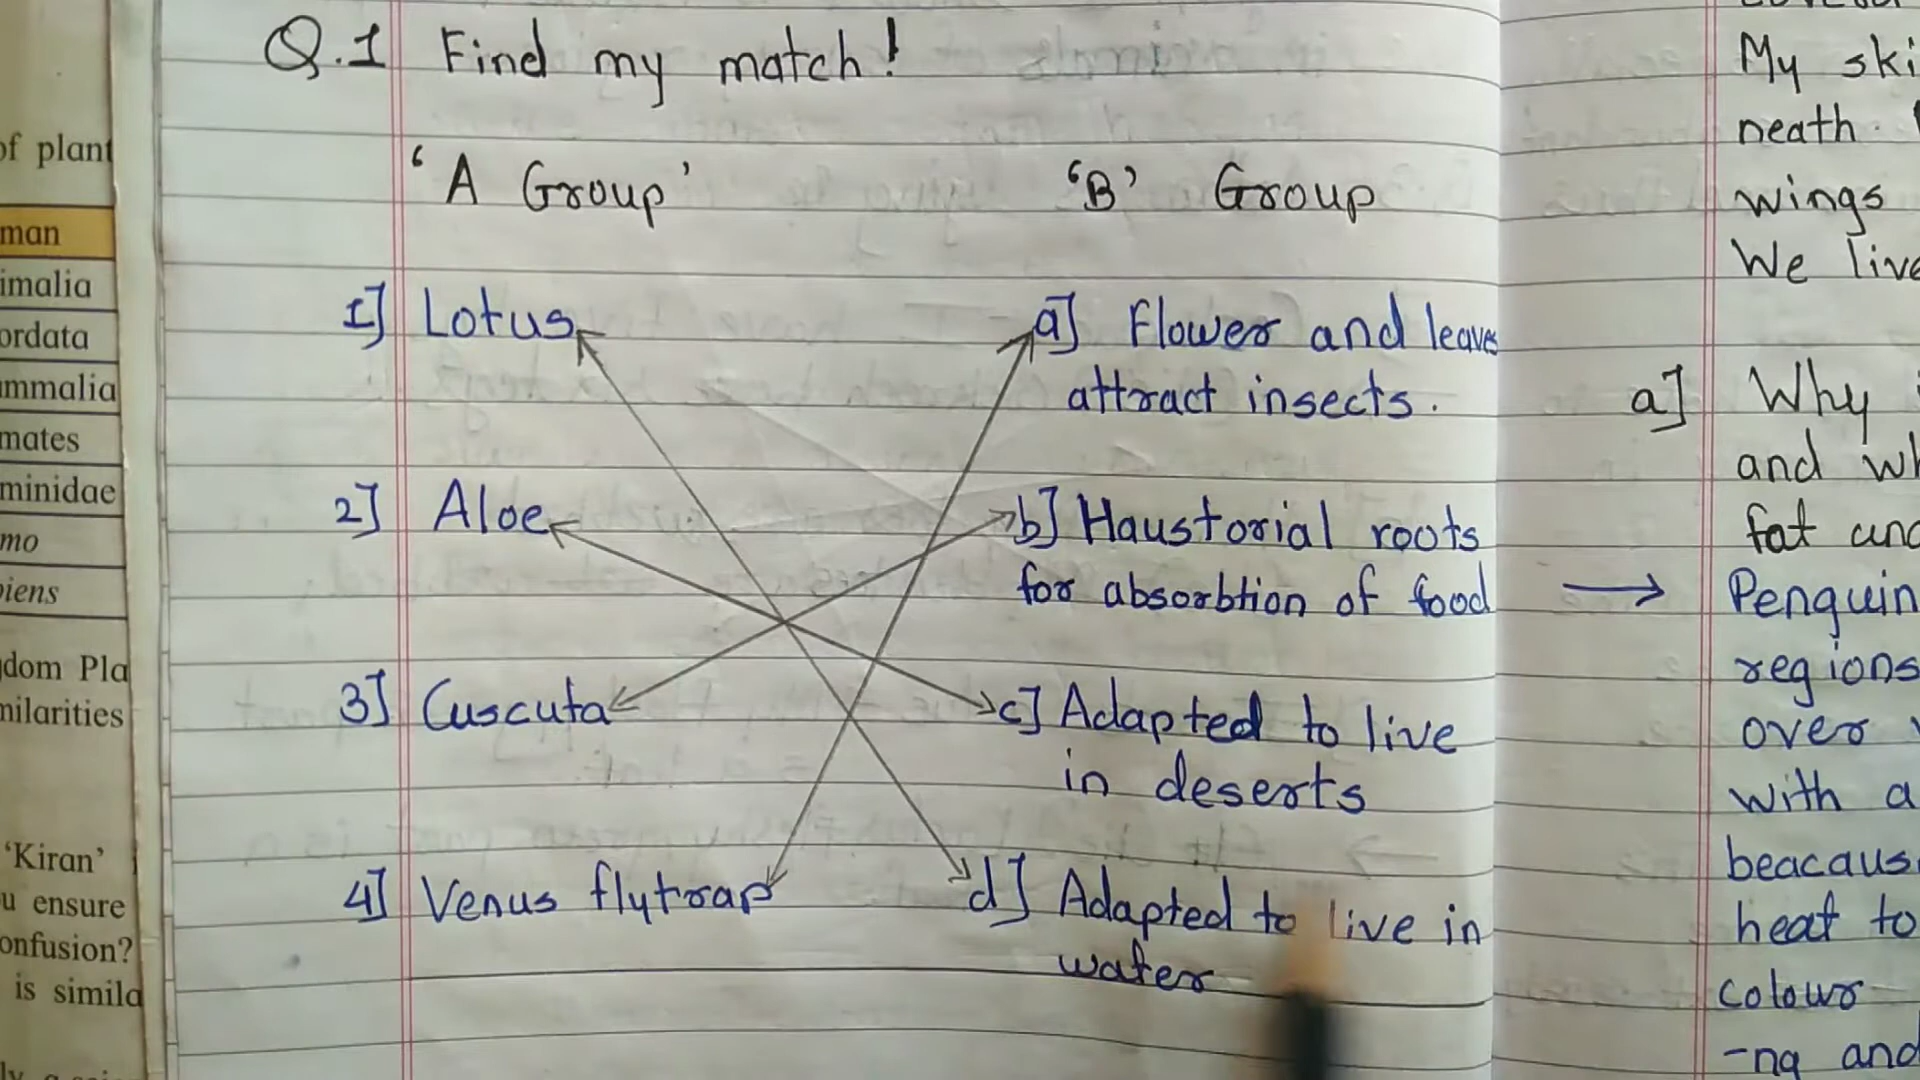 of plant
man
imalia
ordata
mmalia
mates
minidae
mo
piens
dom Pla
milarities
'Kiran'
u ensure
onfusion?
is simila
Q.1 Find my match!
'A Group' 'B' Group
1] Lotus a] Flower and leaves
attract insects.
2] Aloe b] Haustorial roots
for absorbtion of food
3] Cuscuta c] Adapted to live
in deserts
4] Venus flytrap d] Adapted to live in
water
My ski
neath
wings
We live
a] Why
and wh
fat and
→ Penguin
regions
over
with a
beacaus
heat to
colour
-ng and